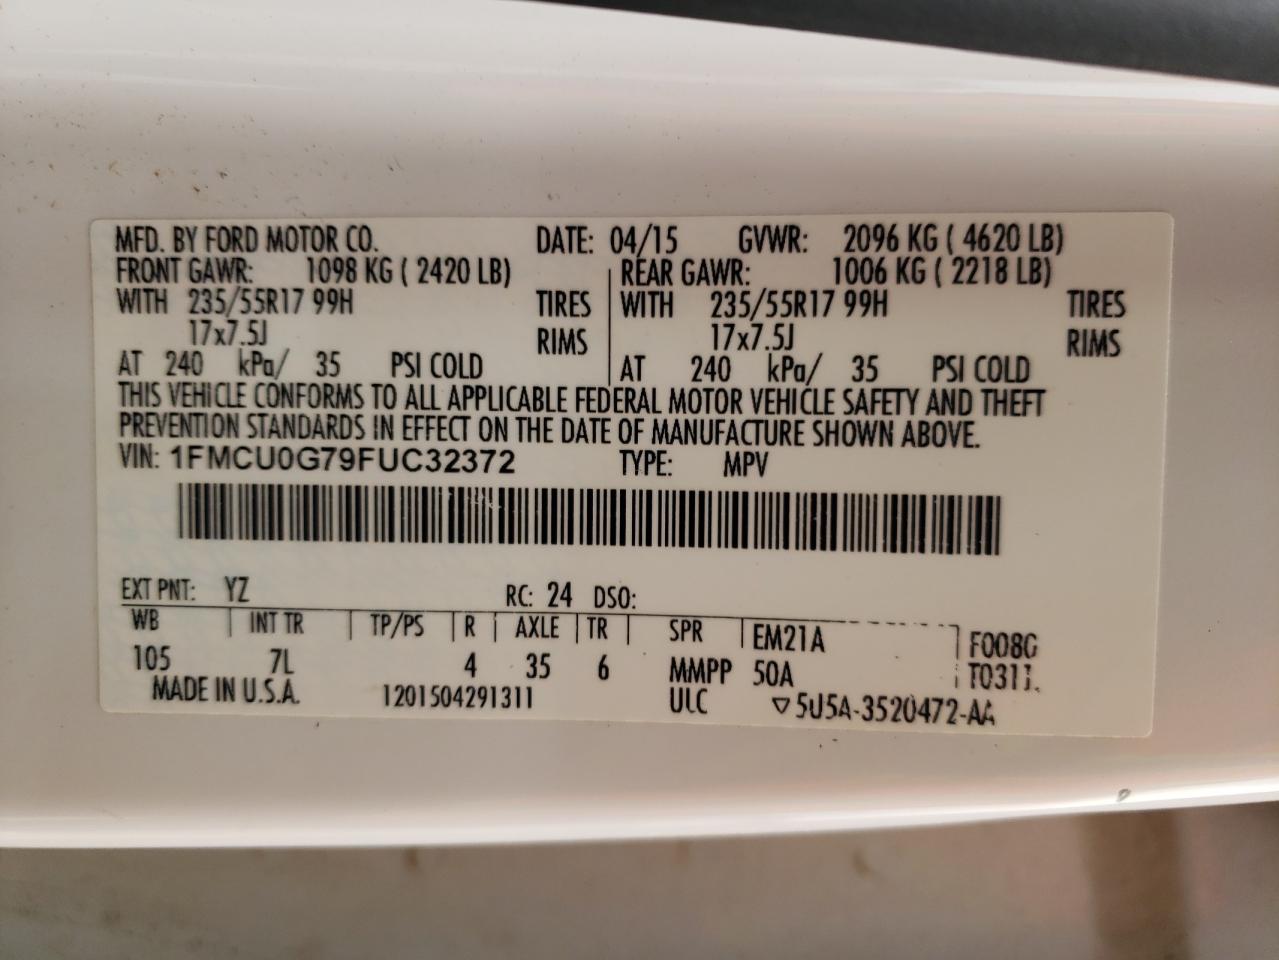 MFD. BY FORD MOTOR CO. DATE: 04/15 GVWR: 2096 KG ( 4620 LB)
FRONT GAWR: 1098 KG ( 2420 LB) REAR GAWR: 1006 KG ( 2218 LB)
WITH 235/55R17 99H TIRES WITH 235/55R17 99H TIRES
17x7.5J RIMS 17x7.5J RIMS
AT 240 kPa/ 35 PSI COLD AT 240 kPa/ 35 PSI COLD
THIS VEHICLE CONFORMS TO ALL APPLICABLE FEDERAL MOTOR VEHICLE SAFETY AND THEFT
PREVENTION STANDARDS IN EFFECT ON THE DATE OF MANUFACTURE SHOWN ABOVE.
VIN: 1FMCU0G79FUC32372 TYPE: MPV
EXT PNT: YZ RC: 24 DSO:
WB INT TR TP/PS R AXLE TR SPR EM21A F008G
105 7L 4 35 6 MMPP 50A
MADE IN U.S.A. 1201504291311 ULC ▽5U5A-3520472-AA